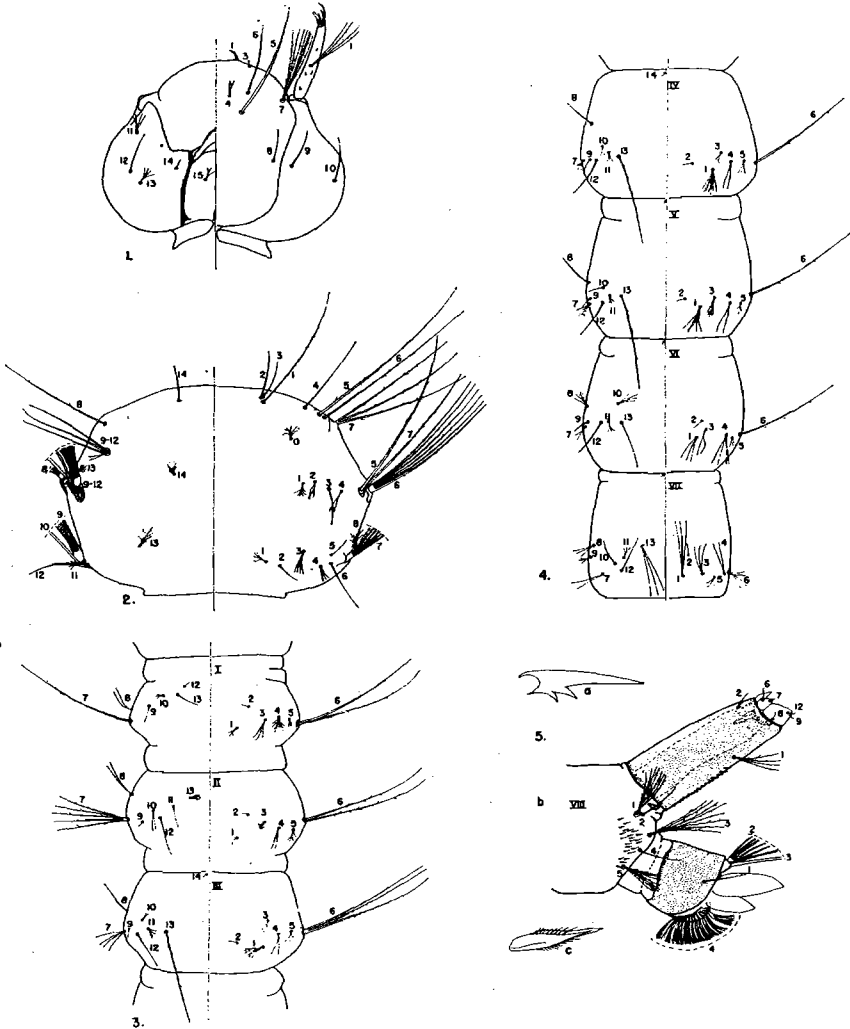 1 3 6 5 1
4 7
11 12 13 14 15 8 9 10
1.
14 2 3 1 4 5 6 7
8 9-12 0
8 8-13 9-12 14 1 2 3 4 5 6 7
10 9 13 1 3 5 8 7
12 11 2 4 6
2.
I
7 8 9 10 12 13 2 1 3 4 5 6
II
7 8 9 10 11 12 13 2 1 3 4 5 6
14 III
8 7 9 10 11 12 13 2 1 3 4 5 6
3.
14 IV
8 7 9 10 11 12 13 2 1 3 4 5 6
V
8 7 9 10 11 12 13 2 1 3 4 5 6
VI
8 9 7 10 11 12 13 2 1 3 4 5 6
VII
8 9 7 10 11 12 13 1 2 3 4 5 6
4.
a
5.
2 6 7 8 12 9 1
b VIII
1 2 3 4 5
2 3 1 4
c